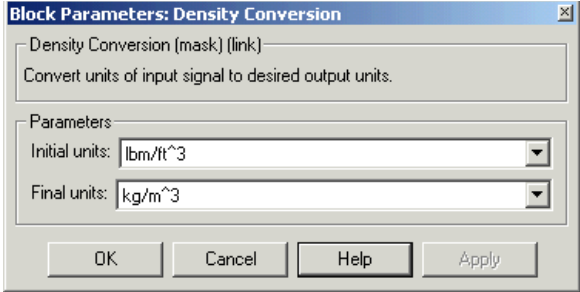 Block Parameters: Density Conversion
Density Conversion (mask) (link)
Convert units of input signal to desired output units.
Parameters
Initial units: lbm/ft^3
Final units: kg/m^3
OK Cancel Help Apply